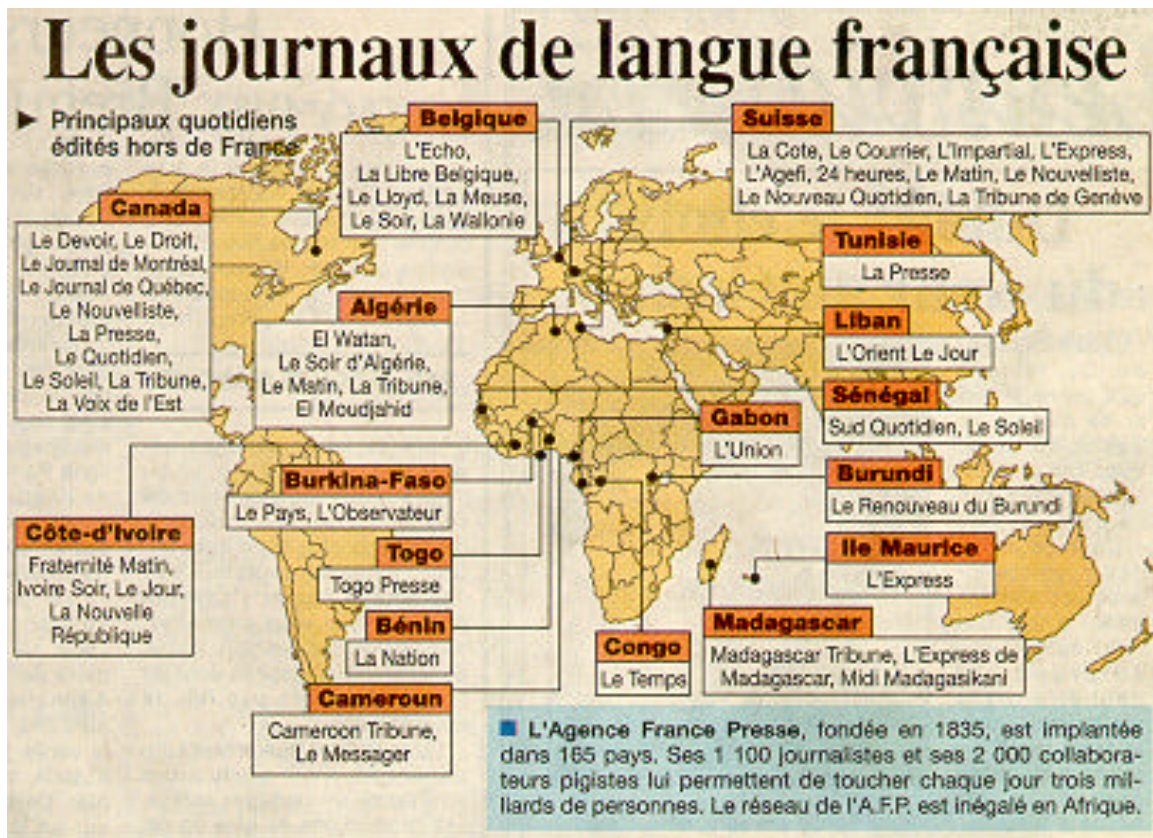 Les journaux de langue française
► Principaux quotidiens
édités hors de France
Belgique
L'Echo,
La Libre Belgique,
Le Lloyd, La Meuse,
Le Soir, La Wallonie
Suisse
La Cote, Le Courrier, L'Impartial, L'Express,
L'Agefi, 24 heures, Le Matin, Le Nouvelliste,
Le Nouveau Quotidien, La Tribune de Genève
Canada
Le Devoir, Le Droit,
Le Journal de Montréal,
Le Journal de Québec,
Le Nouvelliste,
La Presse,
Le Quotidien,
Le Soleil, La Tribune,
La Voix de l'Est
Tunisie
La Presse
Algérie
El Watan,
Le Soir d'Algérie,
Le Matin, La Tribune,
El Moudjahid
Liban
L'Orient Le Jour
Sénégal
Sud Quotidien, Le Soleil
Gabon
L'Union
Burkina-Faso
Le Pays, L'Observateur
Burundi
Le Renouveau du Burundi
Côte-d'Ivoire
Fraternité Matin,
Ivoire Soir, Le Jour,
La Nouvelle
République
Togo
Togo Presse
Ile Maurice
L'Express
Bénin
La Nation
Congo
Le Temps
Madagascar
Madagascar Tribune, L'Express de
Madagascar, Midi Madagasikani
Cameroun
Cameroon Tribune,
Le Messager
■ L'Agence France Presse, fondée en 1835, est implantée
dans 165 pays. Ses 1 100 journalistes et ses 2 000 collabora-
teurs pigistes lui permettent de toucher chaque jour trois mil-
liards de personnes. Le réseau de l'A.F.P. est inégalé en Afrique.